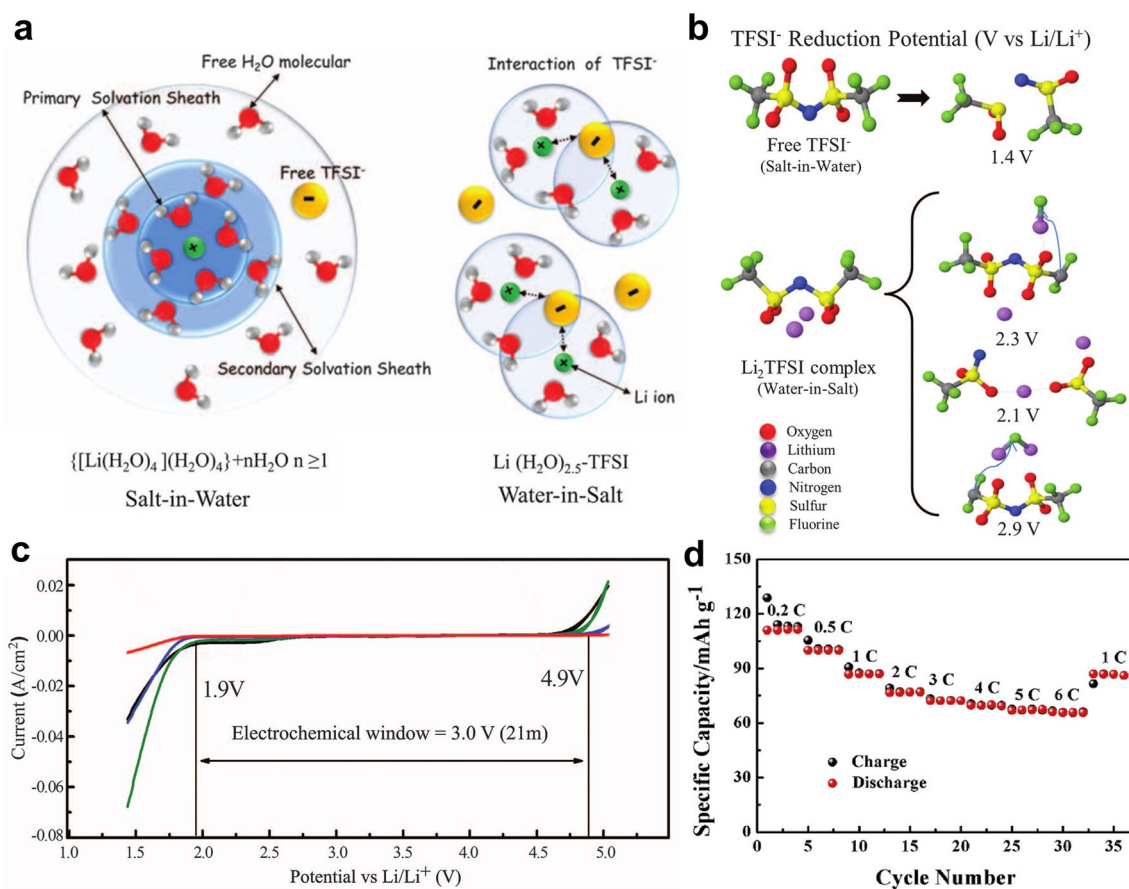 a
Free H₂O molecular
Primary Solvation Sheath
Free TFSI⁻
-
+
Secondary Solvation Sheath
{[Li(H₂O)₄](H₂O)₄}+nH₂O n ≥1
Salt-in-Water
Interaction of TFSI⁻
+
-
+
-
+
-
-
+
Li ion
Li (H₂O)₂.₅-TFSI
Water-in-Salt
b
TFSI⁻ Reduction Potential (V vs Li/Li⁺)
Free TFSI⁻
(Salt-in-Water)
1.4 V
Li₂TFSI complex
(Water-in-Salt)
2.3 V
2.1 V
2.9 V
Oxygen
Lithium
Carbon
Nitrogen
Sulfur
Fluorine
c
Current (A/cm²)
0.02
0.00
-0.02
-0.04
-0.06
-0.08
1.9V
4.9V
Electrochemical window = 3.0 V (21m)
1.0 1.5 2.0 2.5 3.0 3.5 4.0 4.5 5.0
Potential vs Li/Li⁺ (V)
d
Specific Capacity/mAh g⁻¹
150
120
90
60
30
0
0.2 C
0.5 C
1 C
2 C
3 C
4 C
5 C
6 C
1 C
Charge
Discharge
0 5 10 15 20 25 30 35
Cycle Number